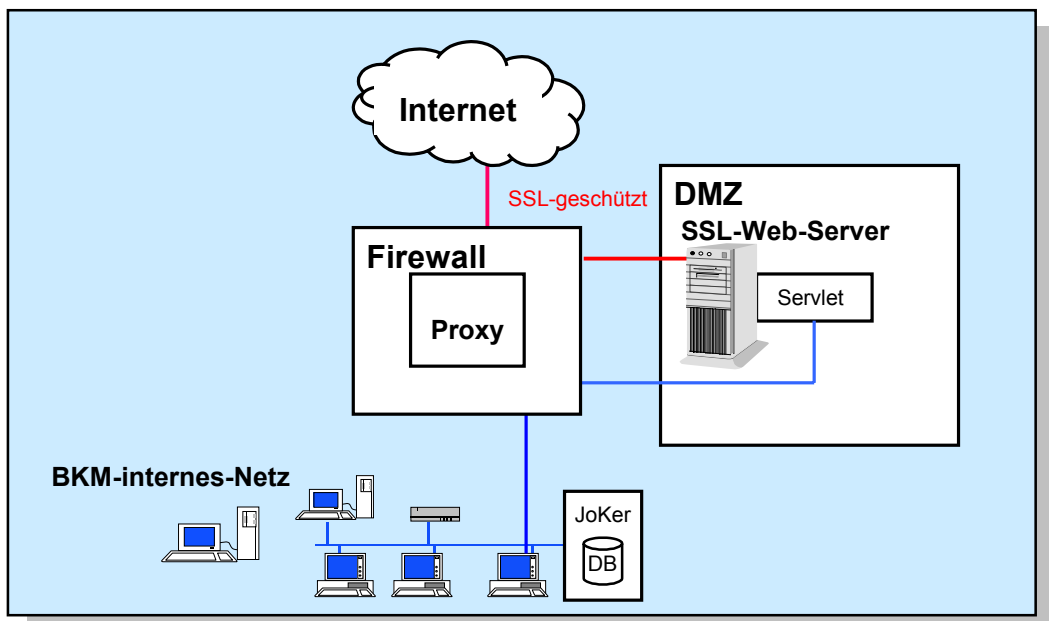 Internet
SSL-geschützt
DMZ
SSL-Web-Server
Firewall
Servlet
Proxy
BKM-internes-Netz
JoKer
DB